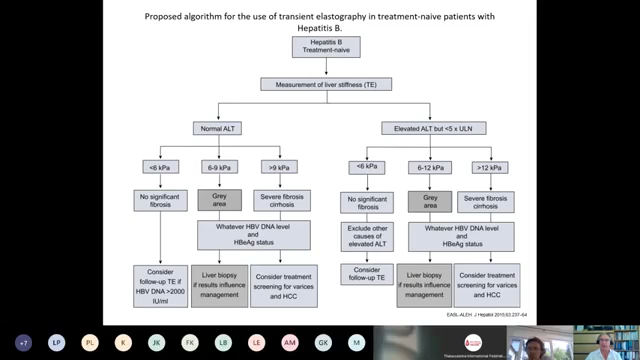 Proposed algorithm for the use of transient elastography in treatment-naive patients with
Hepatitis B.
Hepatitis B
Treatment-naive
Measurement of liver stiffness (TE)
Normal ALT
Elevated ALT but <5 x ULN
<6 kPa
6-9 kPa
>9 kPa
<6 kPa
6-12 kPa
>12 kPa
No significant
fibrosis
Grey
area
Severe fibrosis
cirrhosis
No significant
fibrosis
Grey
area
Severe fibrosis
cirrhosis
Whatever HBV DNA level
and
HBeAg status
Exclude other
causes of
elevated ALT
Whatever HBV DNA level
and
HBeAg status
Consider
follow-up TE if
HBV DNA >2000
IU/ml
Liver biopsy
if results influence
management
Consider treatment
screening for varices
and HCC
Consider
follow-up TE
Liver biopsy
if results influence
management
Consider treatment
screening for varices
and HCC
EASL-ALEH. J Hepatol 2015;63:237-64
+7
LP
PL
K
JK
FK
LB
LE
AM
GK
M